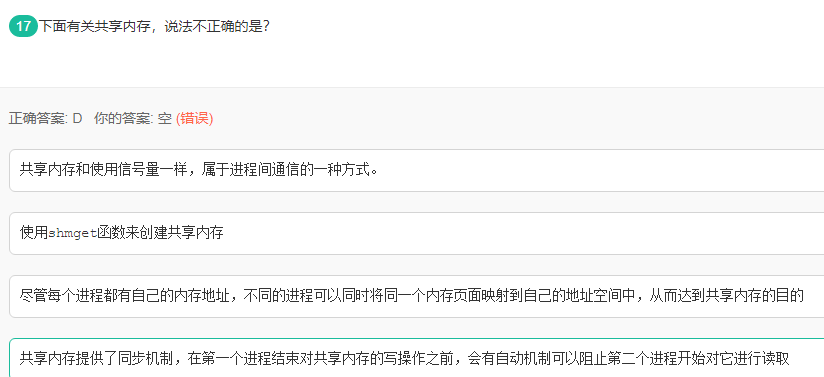 17 下面有关共享内存，说法不正确的是?
正确答案: D 你的答案: 空 (错误)
共享内存和使用信号量一样，属于进程间通信的一种方式。
使用shmget函数来创建共享内存
尽管每个进程都有自己的内存地址，不同的进程可以同时将同一个内存页面映射到自己的地址空间中，从而达到共享内存的目的
共享内存提供了同步机制，在第一个进程结束对共享内存的写操作之前，会有自动机制可以阻止第二个进程开始对它进行读取